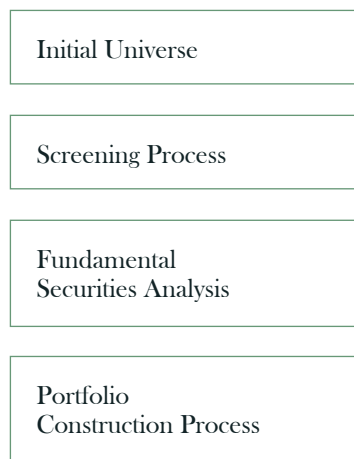 Initial Universe
Screening Process
Fundamental
Securities Analysis
Portfolio
Construction Process